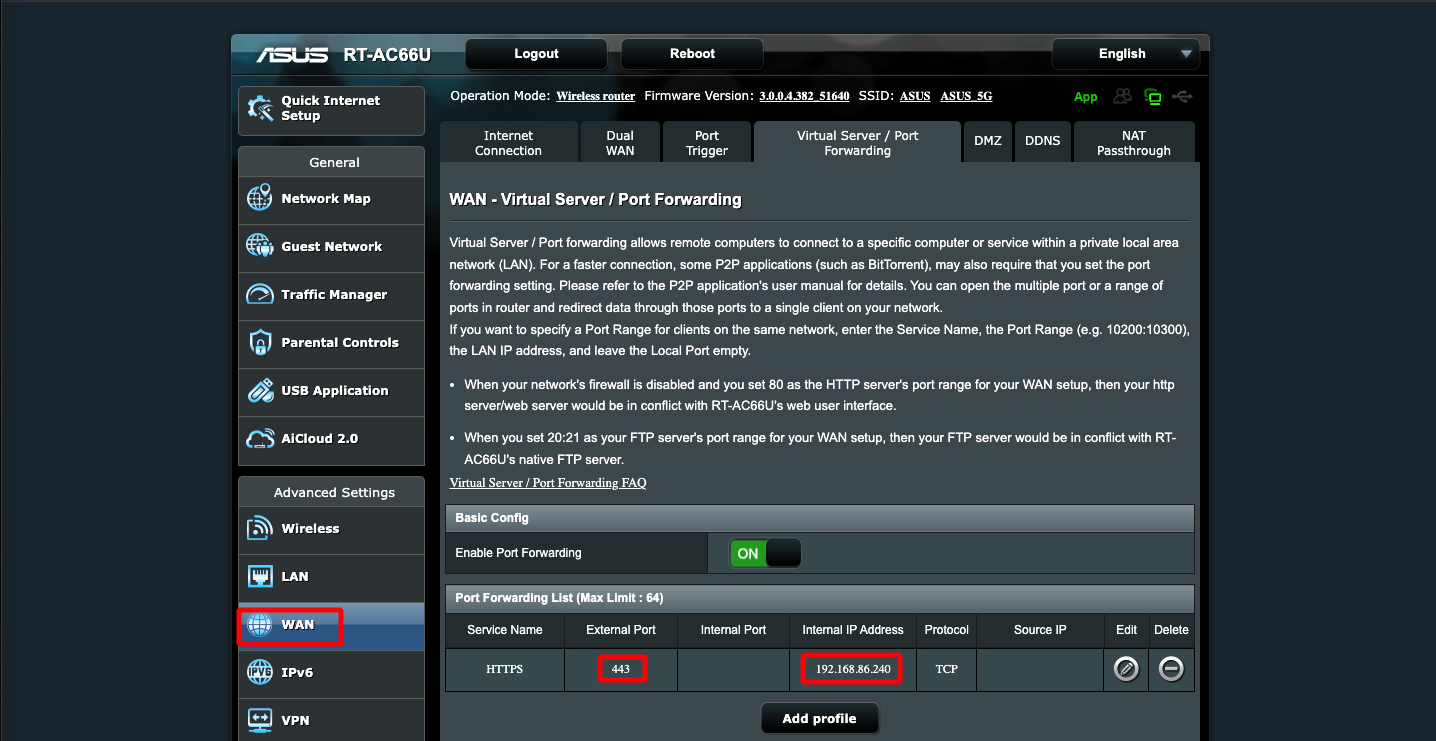 ASUS RT-AC66U Logout Reboot English
Quick Internet
Setup
General
Network Map
Guest Network
Traffic Manager
Parental Controls
USB Application
AiCloud 2.0
Advanced Settings
Wireless
LAN
WAN
IPv6
VPN
Operation Mode: Wireless router Firmware Version: 3.0.0.4.382_51640 SSID: ASUS ASUS_5G App
Internet
Connection
Dual
WAN
Port
Trigger
Virtual Server / Port
Forwarding
DMZ
DDNS
NAT
Passthrough
WAN - Virtual Server / Port Forwarding
Virtual Server / Port forwarding allows remote computers to connect to a specific computer or service within a private local area
network (LAN). For a faster connection, some P2P applications (such as BitTorrent), may also require that you set the port
forwarding setting. Please refer to the P2P application's user manual for details. You can open the multiple port or a range of
ports in router and redirect data through those ports to a single client on your network.
If you want to specify a Port Range for clients on the same network, enter the Service Name, the Port Range (e.g. 10200:10300),
the LAN IP address, and leave the Local Port empty.
• When your network's firewall is disabled and you set 80 as the HTTP server's port range for your WAN setup, then your http
server/web server would be in conflict with RT-AC66U's web user interface.
• When you set 20:21 as your FTP server's port range for your WAN setup, then your FTP server would be in conflict with RT-
AC66U's native FTP server.
Virtual Server / Port Forwarding FAQ
Basic Config
Enable Port Forwarding ON
Port Forwarding List (Max Limit : 64)
Service Name External Port Internal Port Internal IP Address Protocol Source IP Edit Delete
HTTPS 443 192.168.86.240 TCP
Add profile